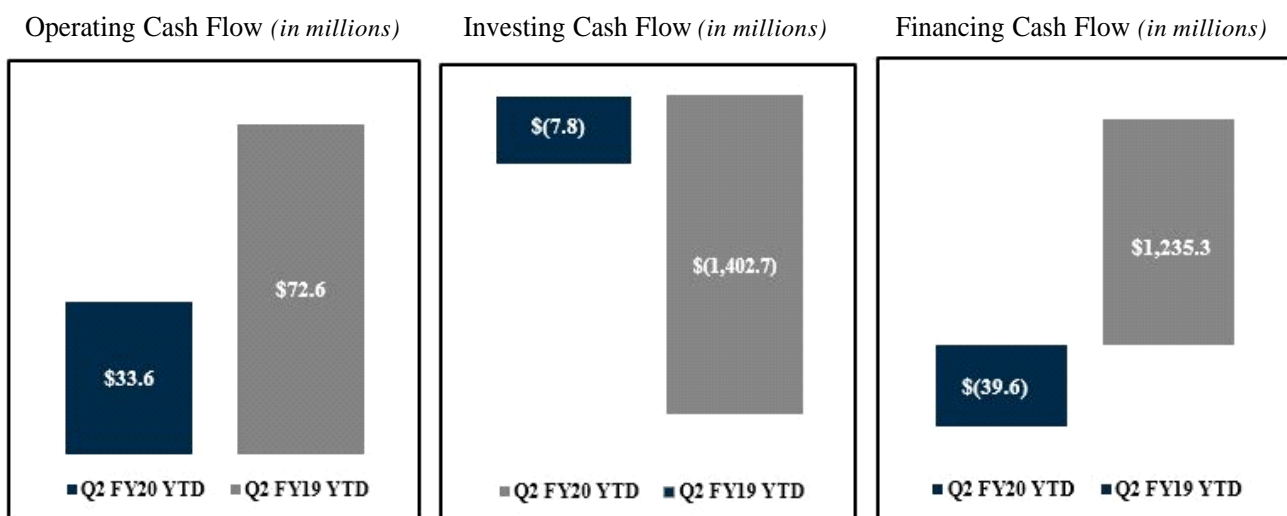 Operating Cash Flow (in millions)
$33.6
$72.6
Q2 FY20 YTD Q2 FY19 YTD
Investing Cash Flow (in millions)
$(7.8)
$(1,402.7)
Q2 FY20 YTD Q2 FY19 YTD
Financing Cash Flow (in millions)
$(39.6)
$1,235.3
Q2 FY20 YTD Q2 FY19 YTD